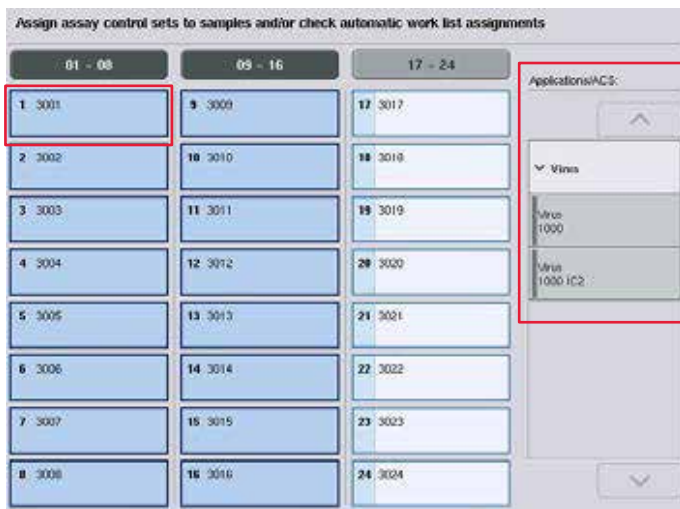 Assign assay control sets to samples and/or check automatic work list assignments
01 - 08
09 - 16
17 - 24
Applications/ACS:
1 3001
9 3009
17 3017
2 3002
10 3010
18 3018
Virus
3 3003
11 3011
19 3019
Virus
1000
4 3004
12 3012
20 3020
Virus
1000 IC2
5 3005
13 3013
21 3021
6 3006
14 3014
22 3022
7 3007
15 3015
23 3023
8 3008
16 3016
24 3024